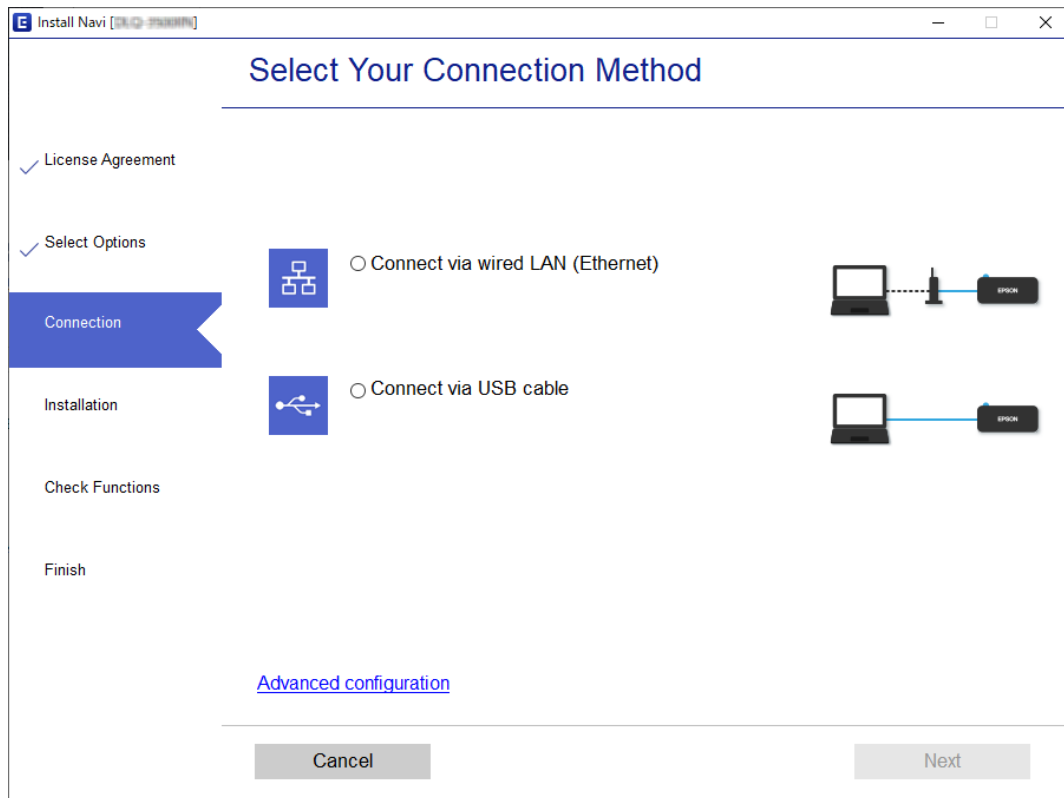 Install Navi [
Select Your Connection Method
License Agreement
Select Options
Connection
Installation
Check Functions
Finish
Connect via wired LAN (Ethernet)
EPSON
Connect via USB cable
EPSON
Advanced configuration
Cancel
Next